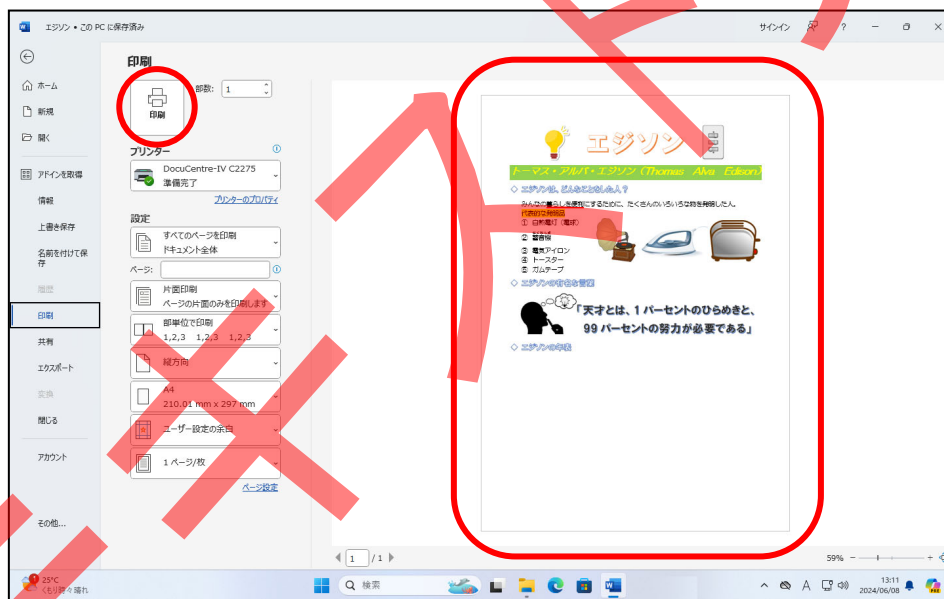 エジソン • この PC に保存済み
サインイン
?
印刷
ホーム
新規
開く
アドインを取得
情報
上書き保存
名前を付けて保
存
履歴
印刷
共有
エクスポート
変換
閉じる
アカウント
その他...
印刷
部数: 1
プリンター
DocuCentre-IV C2275
準備完了
プリンターのプロパティ
設定
すべてのページを印刷
ドキュメント全体
ページ:
片面印刷
ページの片面のみを印刷します
部単位で印刷
1,2,3 1,2,3 1,2,3
縦方向
A4
210.01 mm x 297 mm
ユーザー設定の余白
1 ページ/枚
ページ設定
エジソン
トーマス・アルバ・エジソン (Thomas Alva Edison)
◇ エジソンは、どんなことをした人?
みんなの暮らしを便利にするために、たくさんのいろいろな物を発明した人。
代表的な発明品
① 白熱電灯 (電球)
② 蓄音機
③ 電気アイロン
④ トースター
⑤ ガムテープ
◇ エジソンの有名な言葉
「天才とは、1 パーセントのひらめきと、
99 パーセントの努力が必要である」
◇ エジソンの年表
1 / 1
59%
25°C
くもり時々晴れ
検索
A
13:11
2024/06/08